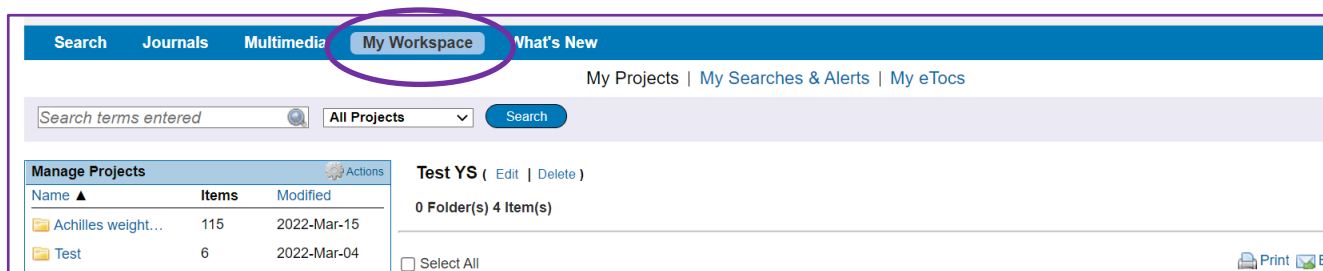 Search Journals Multimedia My Workspace What's New
My Projects | My Searches & Alerts | My eTocs
Search terms entered All Projects Search
Manage Projects Actions
Name ▲ Items Modified
Achilles weight... 115 2022-Mar-15
Test 6 2022-Mar-04
Test YS ( Edit | Delete )
0 Folder(s) 4 Item(s)
Select All
Print